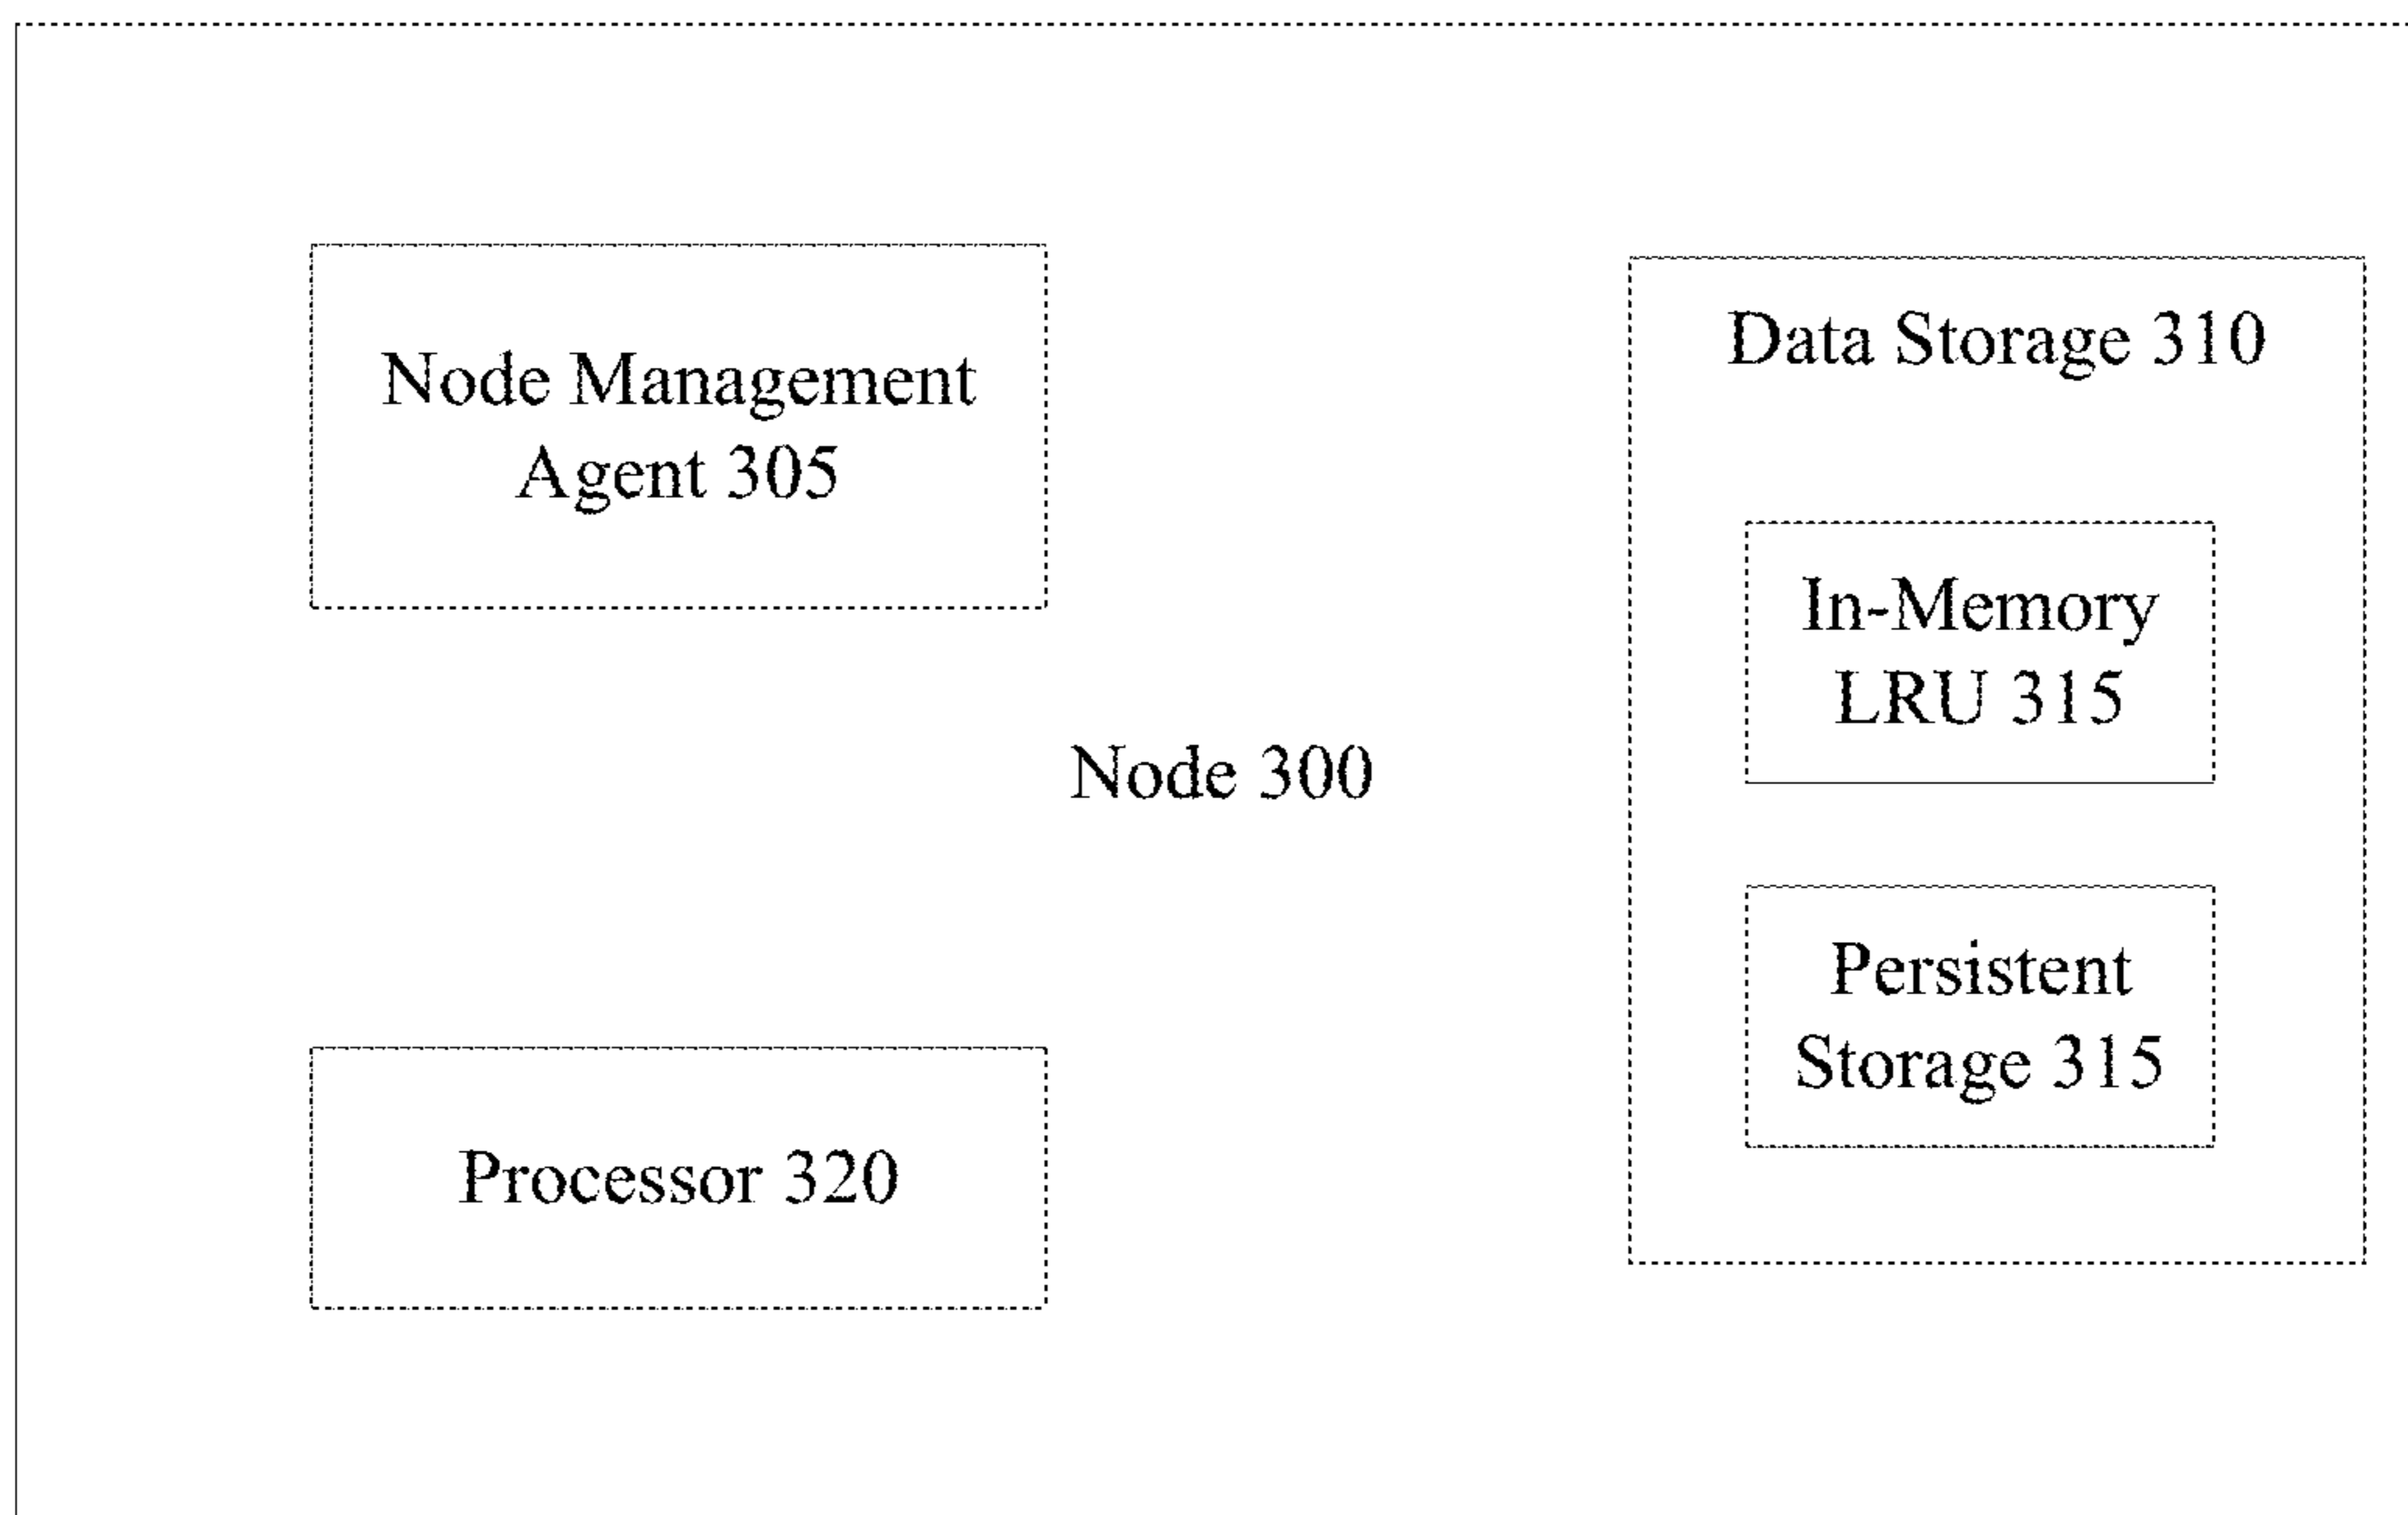 Node Management
Agent 305
Data Storage 310
In-Memory
LRU 315
Node 300
Persistent
Storage 315
Processor 320